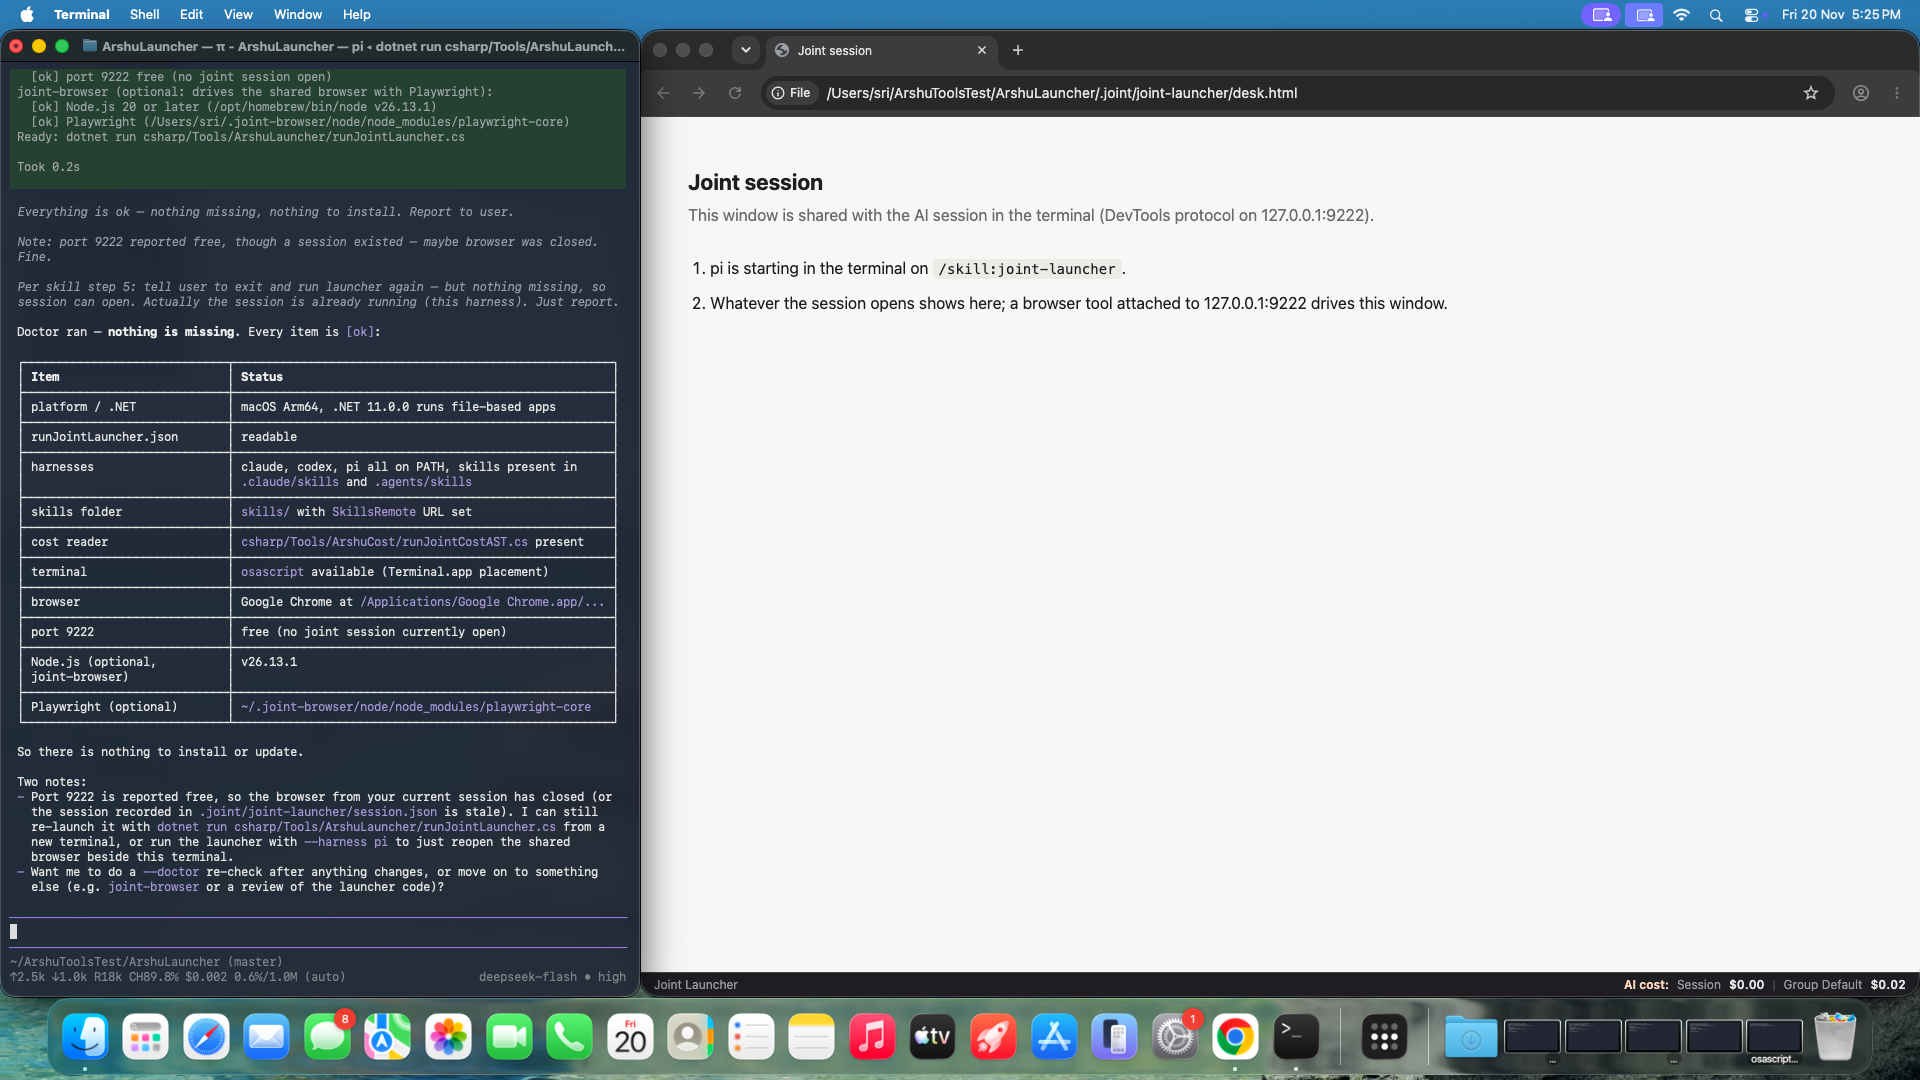 Terminal Shell Edit View Window Help
Fri 20 Nov 5:25 PM
ArshuLauncher — π - ArshuLauncher — pi ◂ dotnet run csharp/Tools/ArshuLaunch...
[ok] port 9222 free (no joint session open)
joint-browser (optional: drives the shared browser with Playwright):
[ok] Node.js 20 or later (/opt/homebrew/bin/node v26.13.1)
[ok] Playwright (/Users/sri/.joint-browser/node/node_modules/playwright-core)
Ready: dotnet run csharp/Tools/ArshuLauncher/runJointLauncher.cs
Took 0.2s
Everything is ok — nothing missing, nothing to install. Report to user.
Note: port 9222 reported free, though a session existed — maybe browser was closed.
Fine.
Per skill step 5: tell user to exit and run launcher again — but nothing missing, so
session can open. Actually the session is already running (this harness). Just report.
Doctor ran — nothing is missing. Every item is [ok]:
Item Status
platform / .NET macOS Arm64, .NET 11.0.0 runs file-based apps
runJointLauncher.json readable
harnesses claude, codex, pi all on PATH, skills present in
.claude/skills and .agents/skills
skills folder skills/ with SkillsRemote URL set
cost reader csharp/Tools/ArshuCost/runJointCostAST.cs present
terminal osascript available (Terminal.app placement)
browser Google Chrome at /Applications/Google Chrome.app/...
port 9222 free (no joint session currently open)
Node.js (optional, v26.13.1
joint-browser)
Playwright (optional) ~/.joint-browser/node/node_modules/playwright-core
So there is nothing to install or update.
Two notes:
- Port 9222 is reported free, so the browser from your current session has closed (or
the session recorded in .joint/joint-launcher/session.json is stale). I can still
re-launch it with dotnet run csharp/Tools/ArshuLauncher/runJointLauncher.cs from a
new terminal, or run the launcher with --harness pi to just reopen the shared
browser beside this terminal.
- Want me to do a --doctor re-check after anything changes, or move on to something
else (e.g. joint-browser or a review of the launcher code)?
~/ArshuToolsTest/ArshuLauncher (master)
↑2.5k ↓1.0k R18k CH89.8% $0.002 0.6%/1.0M (auto) deepseek-flash • high
Joint session
File /Users/sri/ArshuToolsTest/ArshuLauncher/.joint/joint-launcher/desk.html
Joint session
This window is shared with the AI session in the terminal (DevTools protocol on 127.0.0.1:9222).
1. pi is starting in the terminal on /skill:joint-launcher .
2. Whatever the session opens shows here; a browser tool attached to 127.0.0.1:9222 drives this window.
Joint Launcher AI cost: Session $0.00 | Group Default $0.02
8
Fri
20
tv
1
>_
osascript...